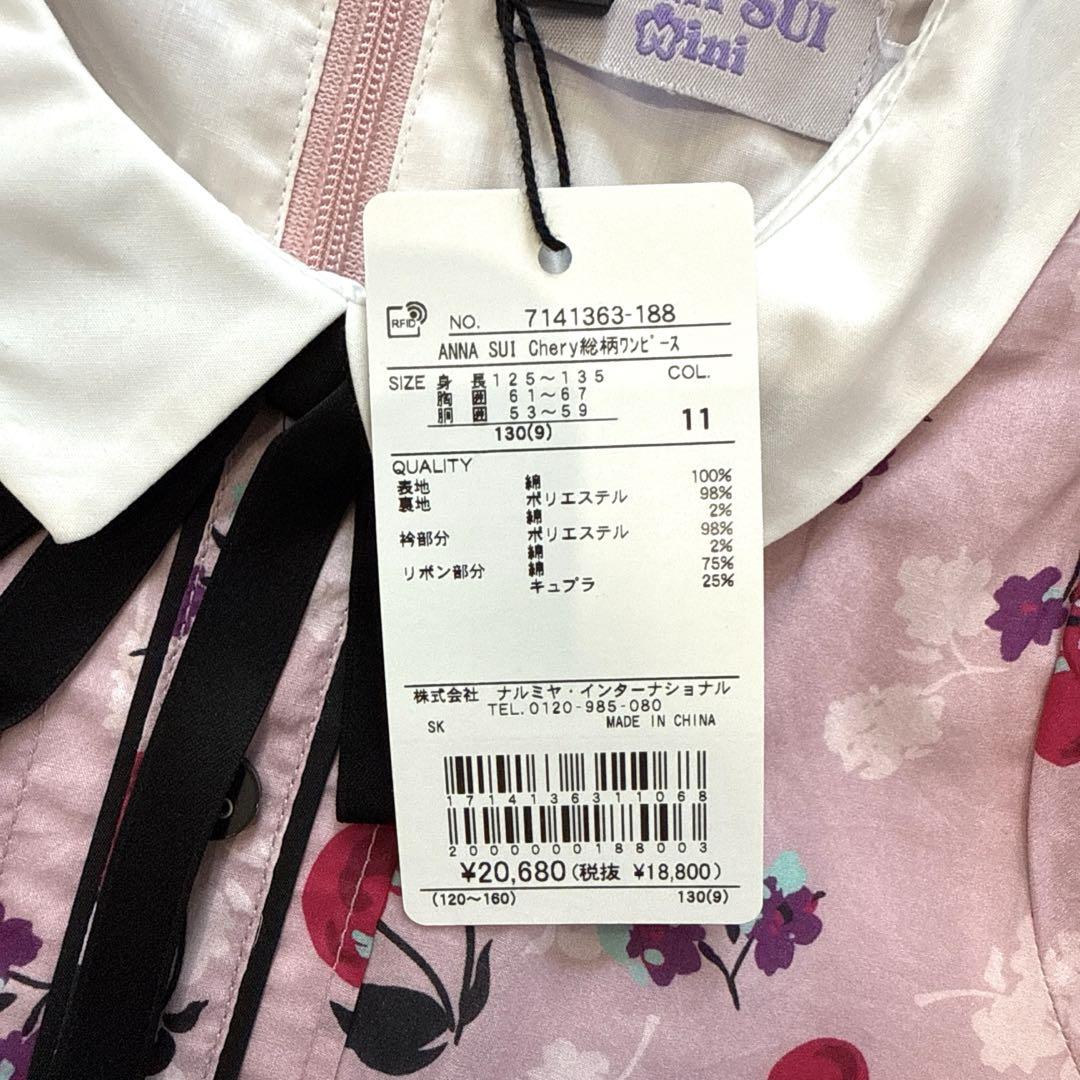 SUI
Mini
RFID
NO. 7141363-188
ANNA SUI Chery総柄ﾜﾝﾋﾟｰｽ
SIZE 身長 125～135 COL.
胸囲 61～67
胴囲 53～59 11
130(9)
QUALITY
表地 綿 100%
裏地 ポリエステル 98%
綿 2%
衿部分 ポリエステル 98%
綿 2%
リボン部分 綿 75%
キュプラ 25%
株式会社 ナルミヤ・インターナショナル
TEL.0120-985-080
SK MADE IN CHINA
1714136311068
2000000188003
¥20,680(税抜 ¥18,800)
(120～160) 130(9)